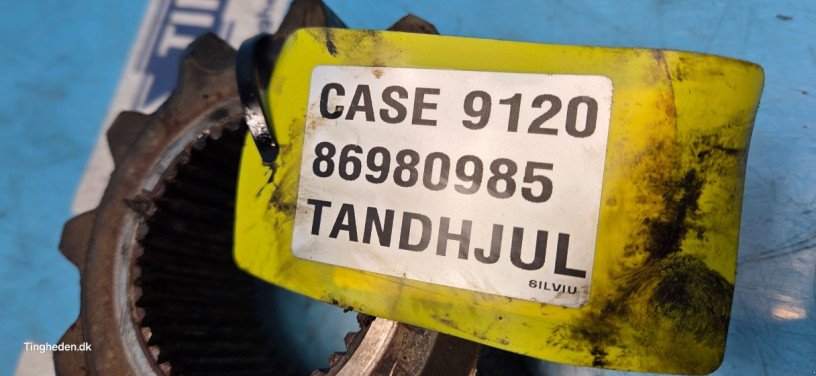 CASE 9120
86980985
TANDHJUL
SILVIU
Tingheden.dk